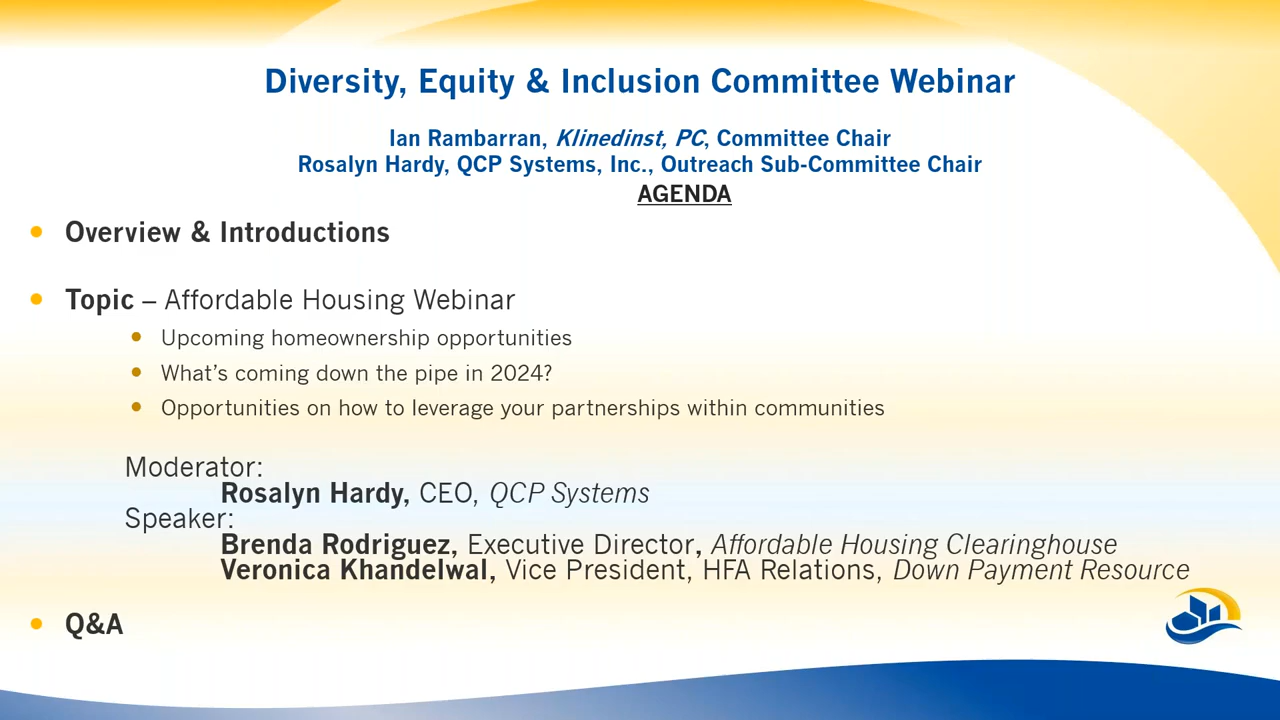 Diversity, Equity & Inclusion Committee Webinar
Ian Rambarran, Klinedinst, PC, Committee Chair
Rosalyn Hardy, QCP Systems, Inc., Outreach Sub-Committee Chair
AGENDA
• Overview & Introductions
• Topic – Affordable Housing Webinar
• Upcoming homeownership opportunities
• What’s coming down the pipe in 2024?
• Opportunities on how to leverage your partnerships within communities
Moderator:
Rosalyn Hardy, CEO, QCP Systems
Speaker:
Brenda Rodriguez, Executive Director, Affordable Housing Clearinghouse
Veronica Khandelwal, Vice President, HFA Relations, Down Payment Resource
• Q&A